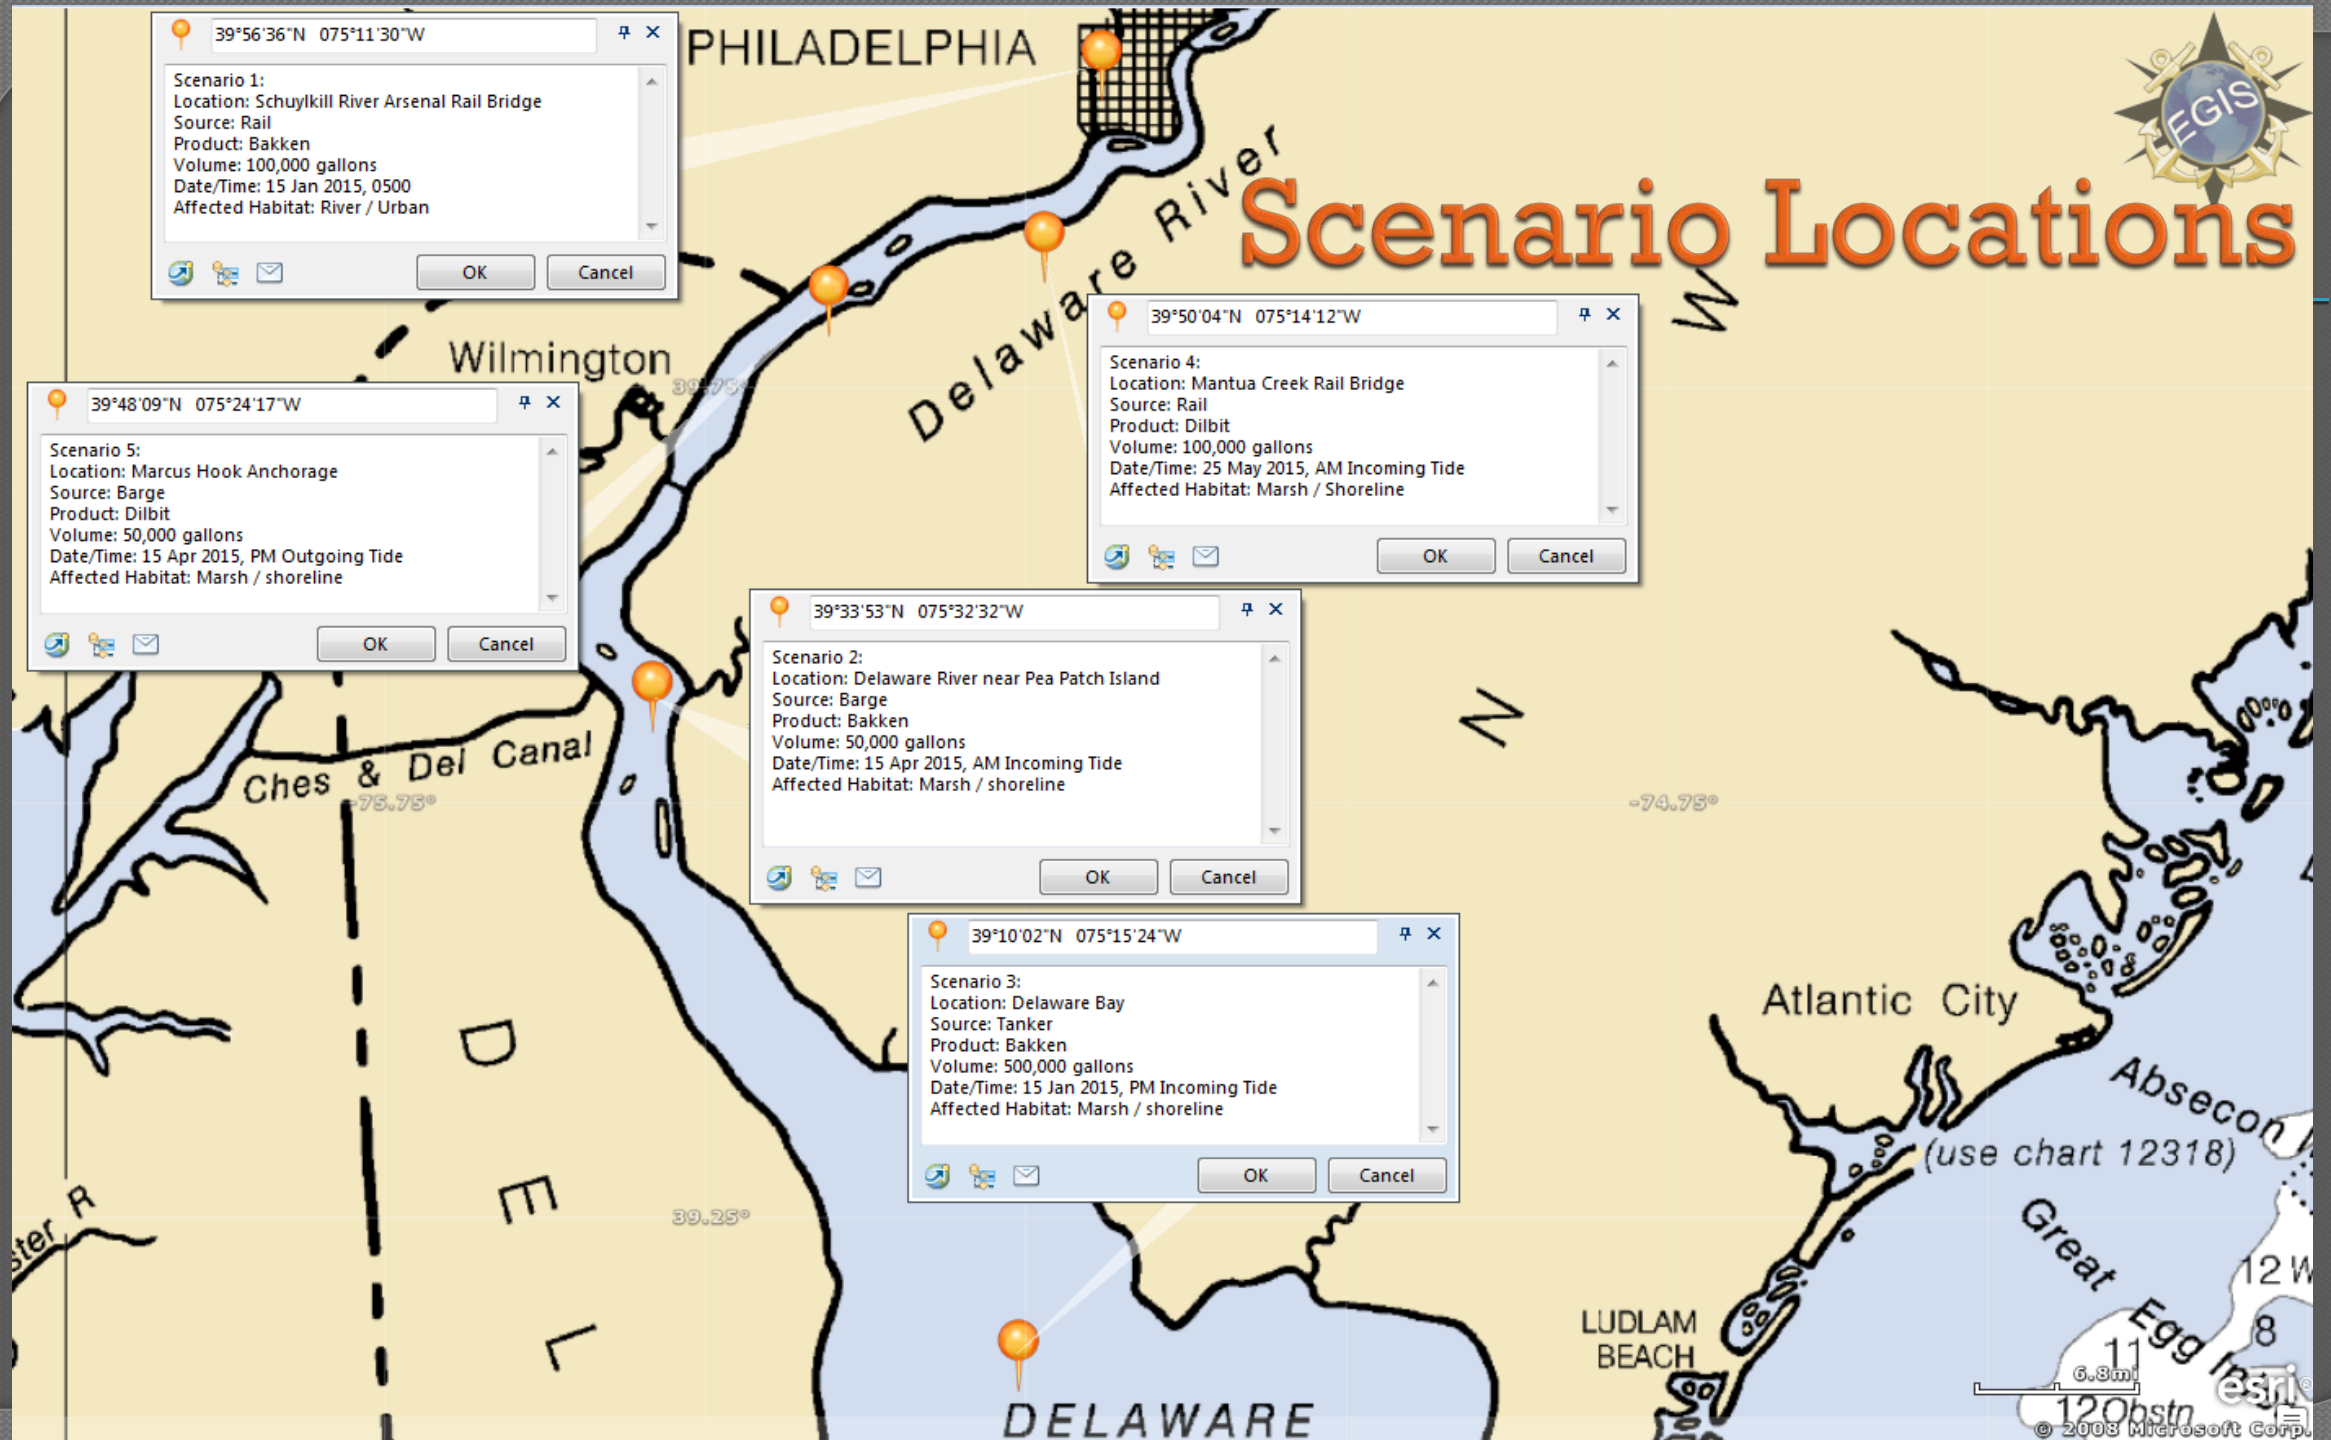 39°56'36"N   075°11'30"W
Scenario 1:
Location: Schuylkill River Arsenal Rail Bridge
Source: Rail
Product: Bakken
Volume: 100,000 gallons
Date/Time: 15 Jan 2015, 0500
Affected Habitat: River / Urban
OK
Cancel
PHILADELPHIA
EGIS
Scenario Locations
Delaware River
Wilmington
39.75°
39°48'09"N   075°24'17"W
Scenario 5:
Location: Marcus Hook Anchorage
Source: Barge
Product: Dilbit
Volume: 50,000 gallons
Date/Time: 15 Apr 2015, PM Outgoing Tide
Affected Habitat: Marsh / shoreline
OK
Cancel
39°50'04"N   075°14'12"W
Scenario 4:
Location: Mantua Creek Rail Bridge
Source: Rail
Product: Dilbit
Volume: 100,000 gallons
Date/Time: 25 May 2015, AM Incoming Tide
Affected Habitat: Marsh / Shoreline
OK
Cancel
39°33'53"N   075°32'32"W
Scenario 2:
Location: Delaware River near Pea Patch Island
Source: Barge
Product: Bakken
Volume: 50,000 gallons
Date/Time: 15 Apr 2015, AM Incoming Tide
Affected Habitat: Marsh / shoreline
OK
Cancel
W
N
Ches & Del Canal
-75.75°
-74.75°
39°10'02"N   075°15'24"W
Scenario 3:
Location: Delaware Bay
Source: Tanker
Product: Bakken
Volume: 500,000 gallons
Date/Time: 15 Jan 2015, PM Incoming Tide
Affected Habitat: Marsh / shoreline
OK
Cancel
D
E
L
ster R
39.25°
Atlantic City
Absecon
(use chart 12318)
Great Egg
12 W
8
11
LUDLAM
BEACH
DELAWARE
6.8mi
esri
12 Obstn
© 2008 Microsoft Corp.